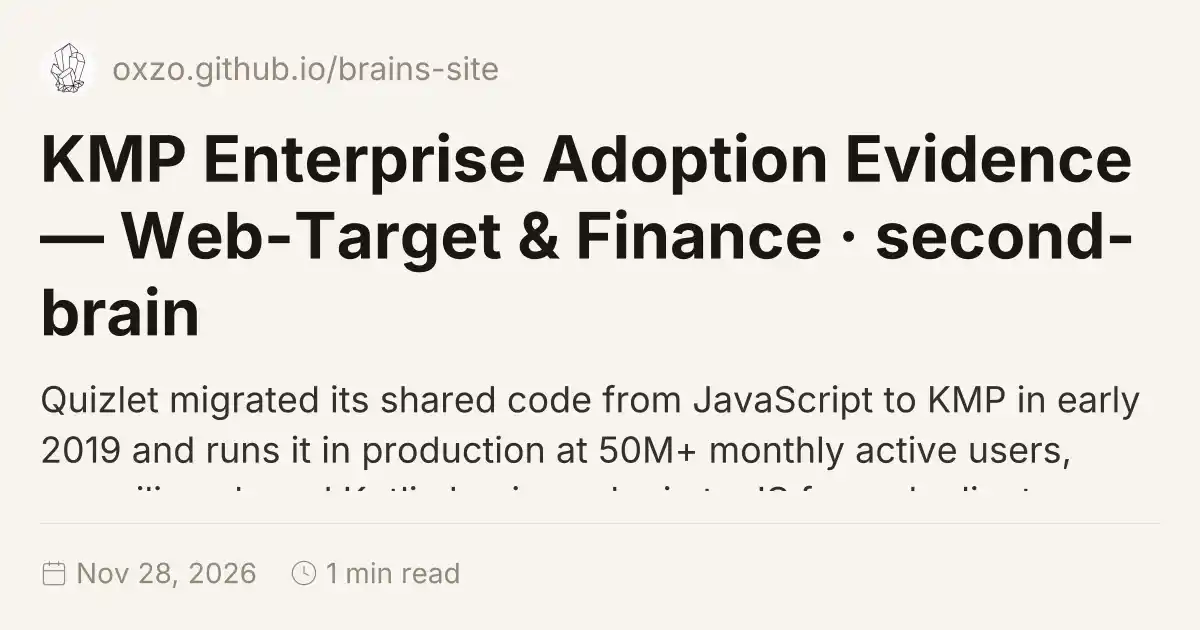 oxzo.github.io/brains-site
KMP Enterprise Adoption Evidence
— Web-Target & Finance · second-
brain
Quizlet migrated its shared code from JavaScript to KMP in early
2019 and runs it in production at 50M+ monthly active users,
Nov 28, 2026
1 min read